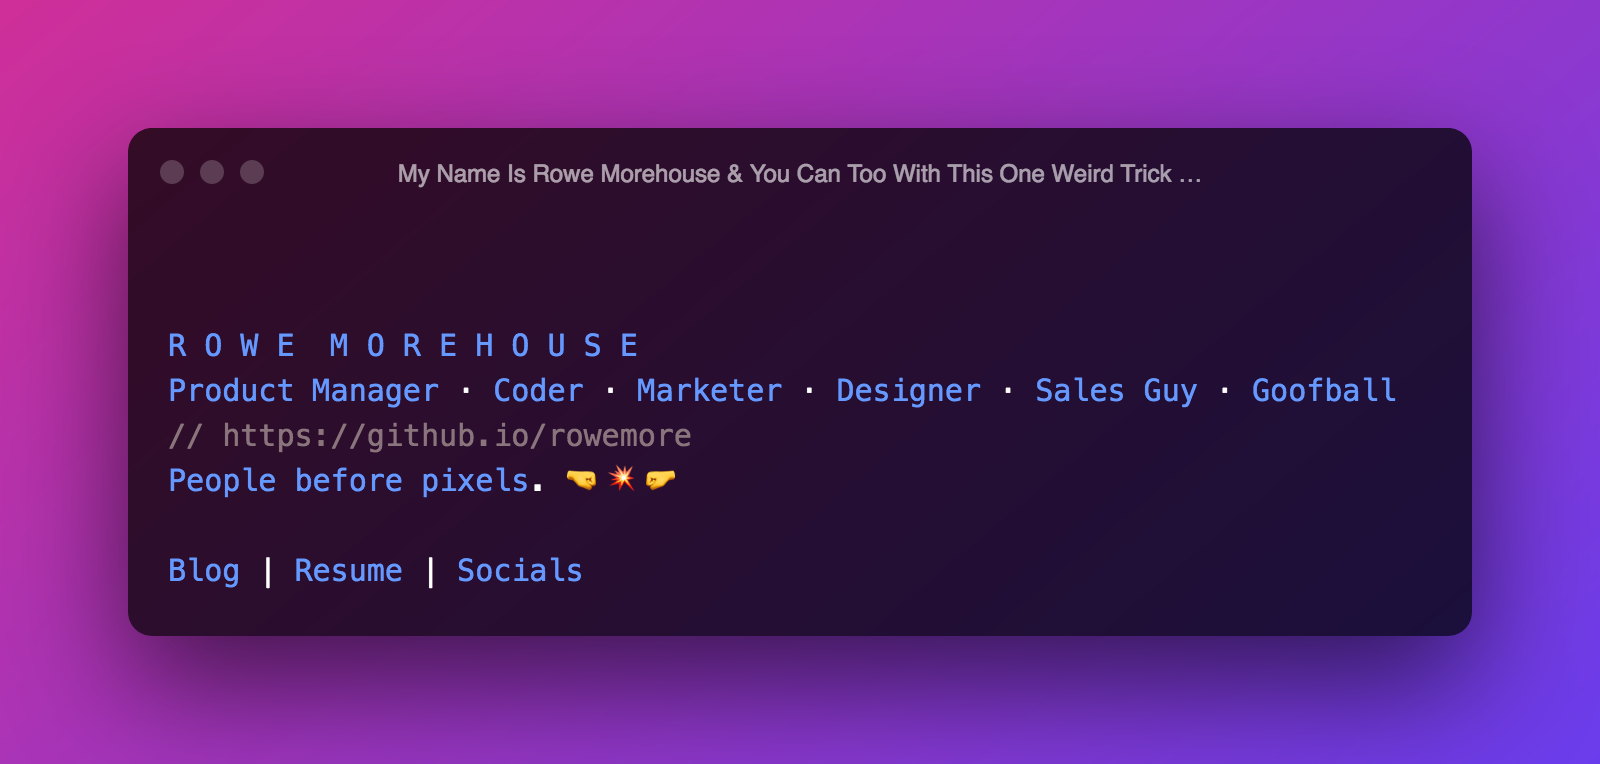 My Name Is Rowe Morehouse & You Can Too With This One Weird Trick …
R O W E  M O R E H O U S E
Product Manager · Coder · Marketer · Designer · Sales Guy · Goofball
// https://github.io/rowemore
People before pixels. 🤜💥🤛
Blog | Resume | Socials